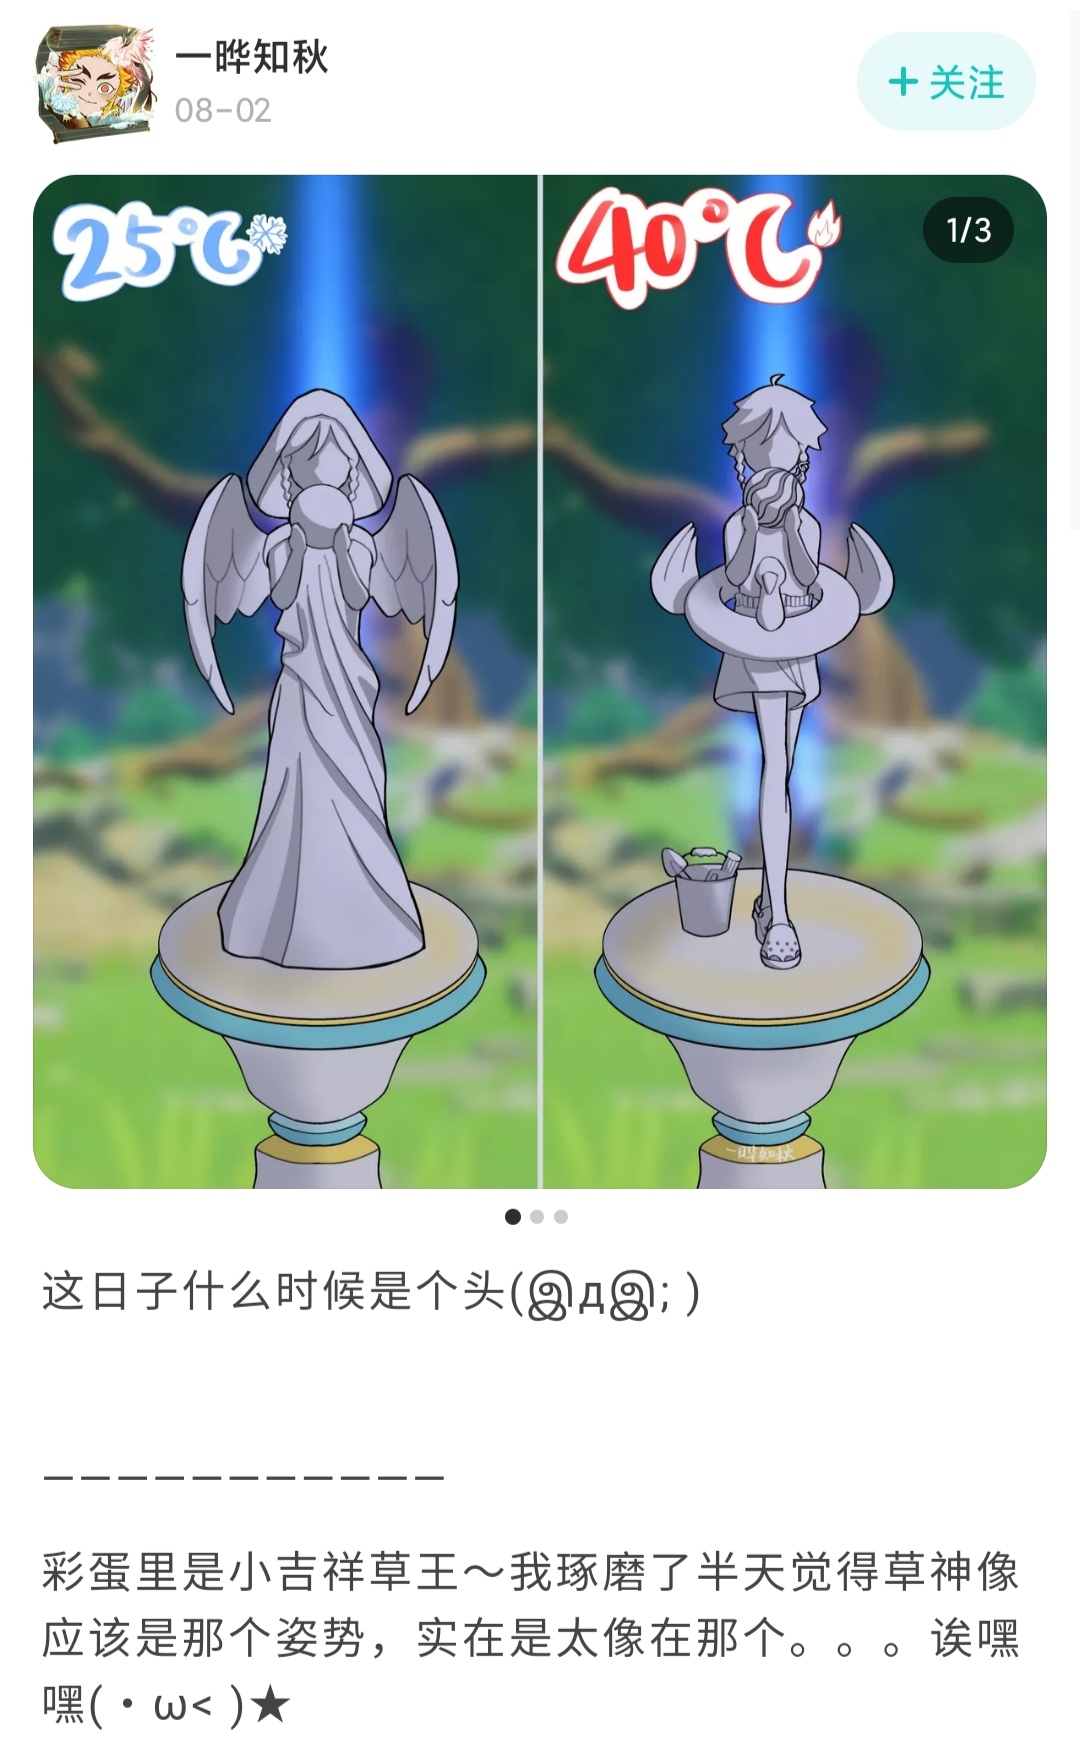 一晔知秋
08-02
+ 关注
25℃
40℃
1/3
一晔知秋
这日子什么时候是个头(இдஇ; )
———————————
彩蛋里是小吉祥草王～我琢磨了半天觉得草神像
应该是那个姿势，实在是太像在那个。。。诶嘿
嘿(・ω< )★